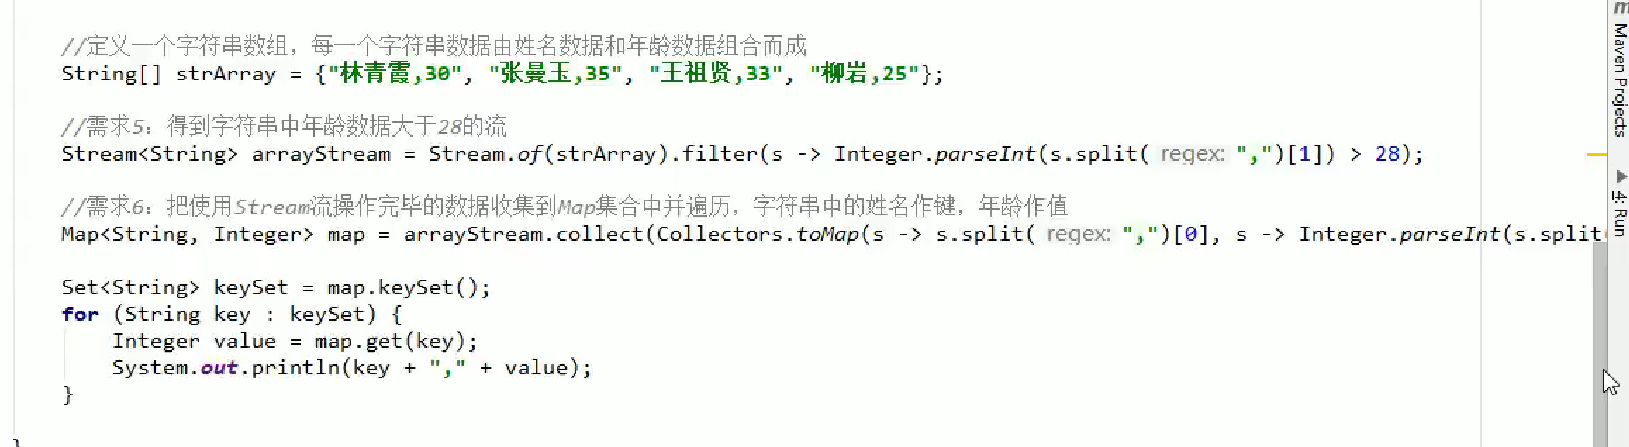 //定义一个字符串数组，每一个字符串数据由姓名数据和年龄数据组合而成
String[] strArray = {"林青霞,30", "张曼玉,35", "王祖贤,33", "柳岩,25"};
//需求5：得到字符串中年龄数据大于28的流
Stream<String> arrayStream = Stream.of(strArray).filter(s -> Integer.parseInt(s.split( regex: ",")[1]) > 28);
//需求6：把使用Stream流操作完毕的数据收集到Map集合中并遍历，字符串中的姓名作键，年龄作值
Map<String, Integer> map = arrayStream.collect(Collectors.toMap(s -> s.split( regex: ",")[0], s -> Integer.parseInt(s.split(
Set<String> keySet = map.keySet();
for (String key : keySet) {
    Integer value = map.get(key);
    System.out.println(key + "," + value);
}
}
m
Maven Projects
4: Run